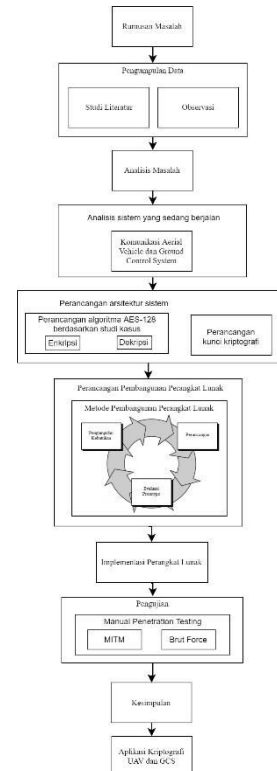 Rumusan Masalah
Pengumpulan Data
Studi Literatur
Observasi
Analisis Masalah
Analisis sistem yang sedang berjalan
Komunikasi Aerial
Vehicle dan Ground
Control System
Perancangan arsitektur sistem
Perancangan algoritma AES-128
berdasarkan studi kasus
Enkripsi
Dekripsi
Perancangan
kunci kriptografi
Perancangan Pembangunan Perangkat Lunak
Metode Pembangunan Perangkat Lunak
Pengumpulan
Kebutuhan
Perancangan
Evaluasi
Prototype
Implementasi Perangkat Lunak
Pengujian
Manual Penetration Testing
MITM
Brut Force
Kesimpulan
Aplikasi Kriptografi
UAV dan GCS